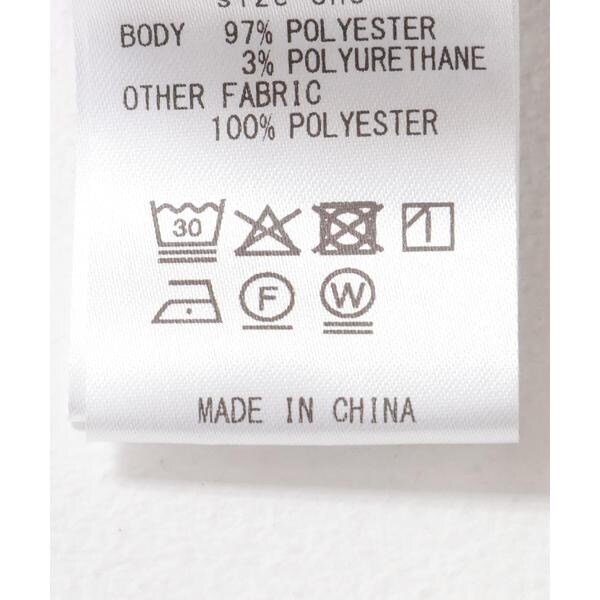 BODY 97% POLYESTER
3% POLYURETHANE
OTHER FABRIC
100% POLYESTER
30
F W
MADE IN CHINA